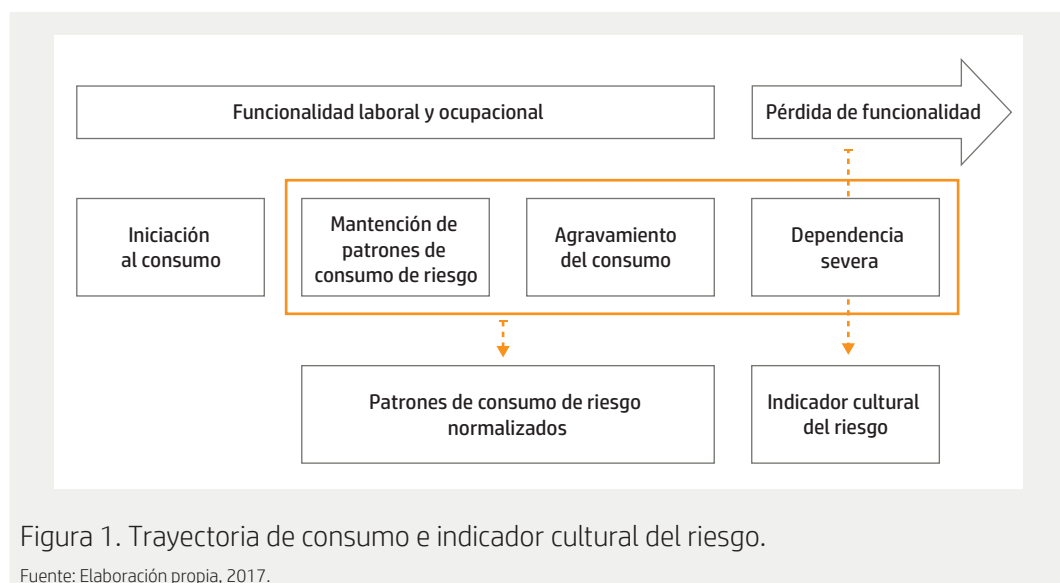 Funcionalidad laboral y ocupacional
Pérdida de funcionalidad
Iniciación
al consumo
Mantención de
patrones de
consumo de riesgo
Agravamiento
del consumo
Dependencia
severa
Patrones de consumo de riesgo
normalizados
Indicador cultural
del riesgo
Figura 1. Trayectoria de consumo e indicador cultural del riesgo.
Fuente: Elaboración propia, 2017.